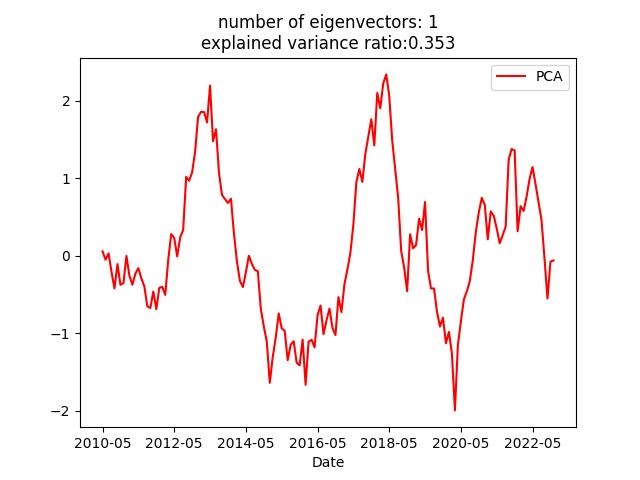 number of eigenvectors: 1
explained variance ratio:0.353
PCA
2
1
0
−1
−2
2010-05 2012-05 2014-05 2016-05 2018-05 2020-05 2022-05
Date